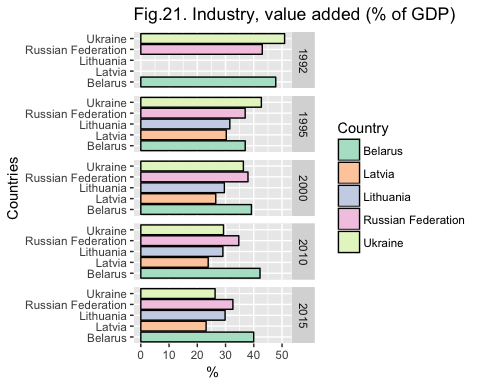 Fig.21. Industry, value added (% of GDP)
Countries
Ukraine
Russian Federation
Lithuania
Latvia
Belarus
1992
Ukraine
Russian Federation
Lithuania
Latvia
Belarus
1995
Ukraine
Russian Federation
Lithuania
Latvia
Belarus
2000
Ukraine
Russian Federation
Lithuania
Latvia
Belarus
2010
Ukraine
Russian Federation
Lithuania
Latvia
Belarus
2015
0 10 20 30 40 50
%
Country
Belarus
Latvia
Lithuania
Russian Federation
Ukraine